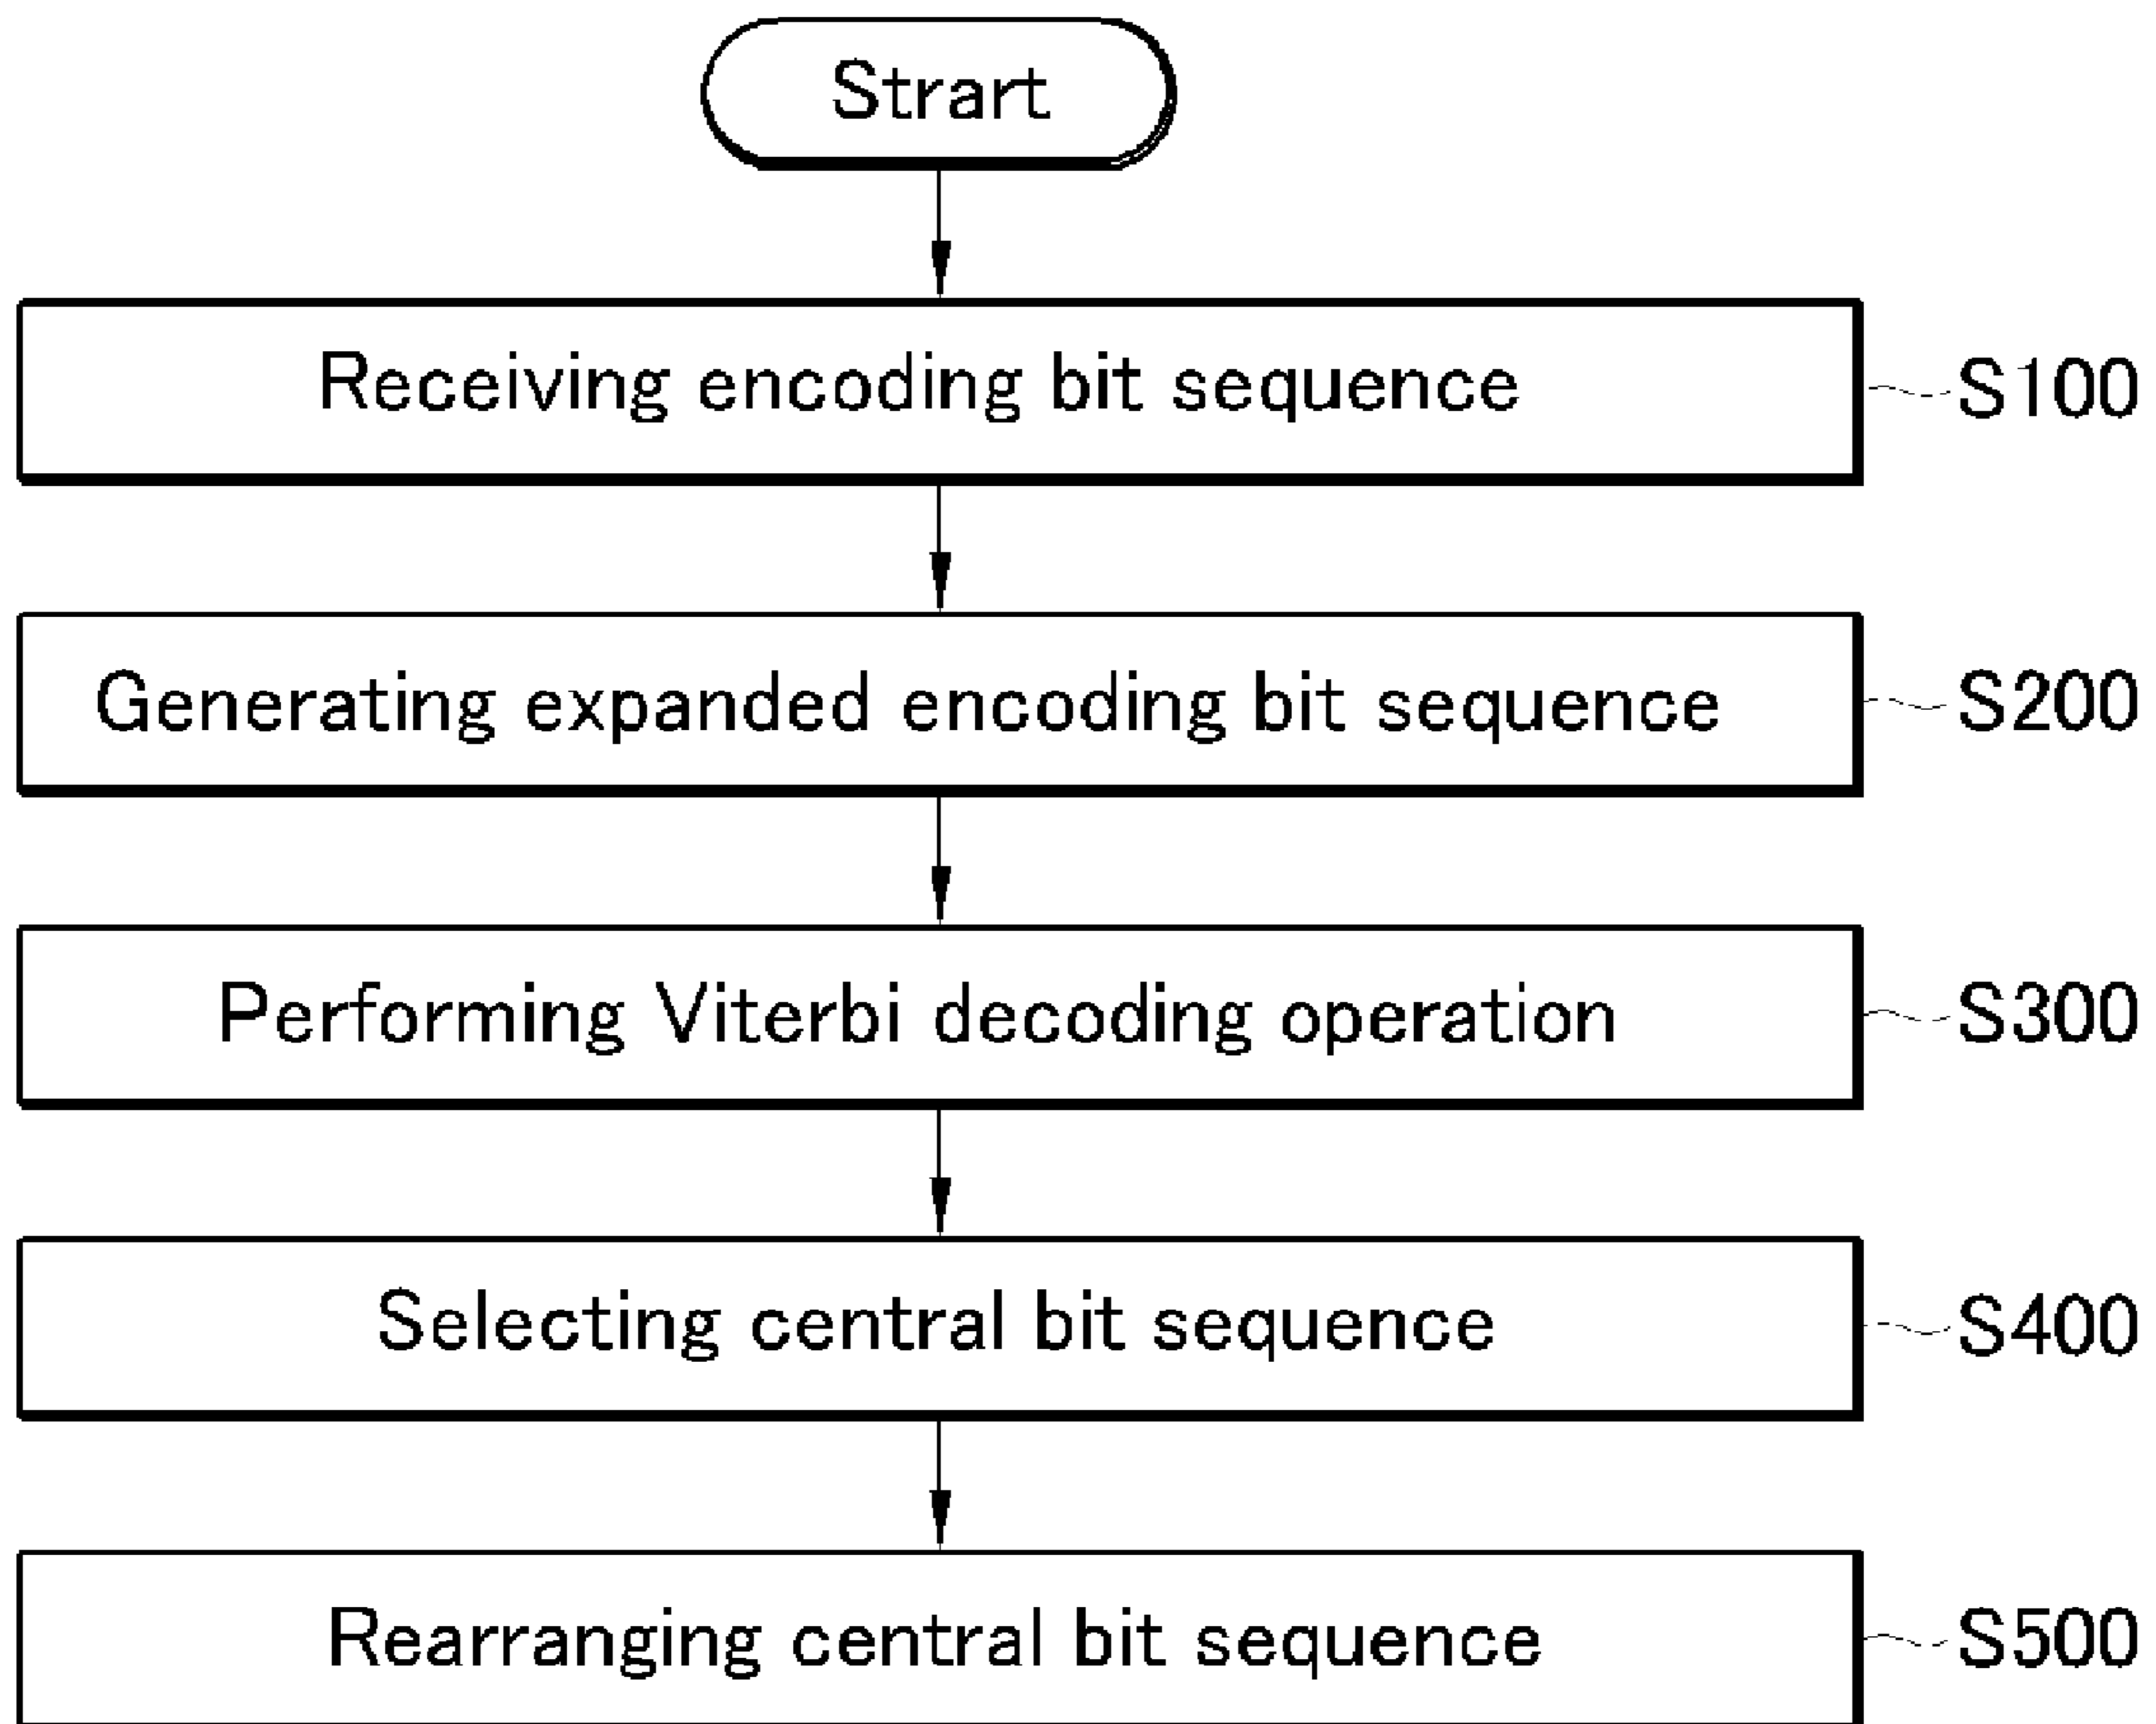 Strart
Receiving encoding bit sequence S100
Generating expanded encoding bit sequence S200
Performing Viterbi decoding operation S300
Selecting central bit sequence S400
Rearranging central bit sequence S500